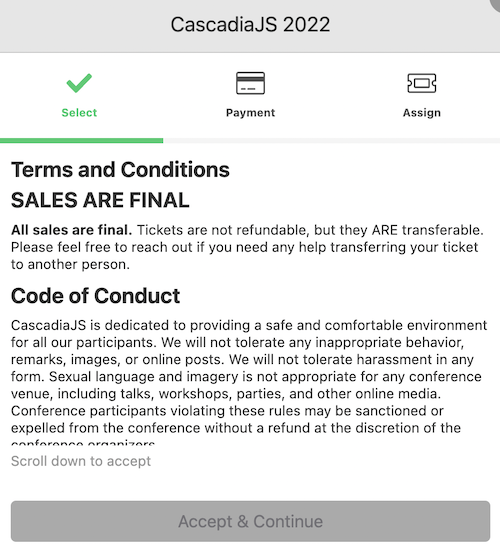 CascadiaJS 2022
Select
Payment
Assign
Terms and Conditions
SALES ARE FINAL
All sales are final. Tickets are not refundable, but they ARE transferable.
Please feel free to reach out if you need any help transferring your ticket
to another person.
Code of Conduct
CascadiaJS is dedicated to providing a safe and comfortable environment
for all our participants. We will not tolerate any inappropriate behavior,
remarks, images, or online posts. We will not tolerate harassment in any
form. Sexual language and imagery is not appropriate for any conference
venue, including talks, workshops, parties, and other online media.
Conference participants violating these rules may be sanctioned or
expelled from the conference without a refund at the discretion of the
conference organizers.
Scroll down to accept
Accept & Continue